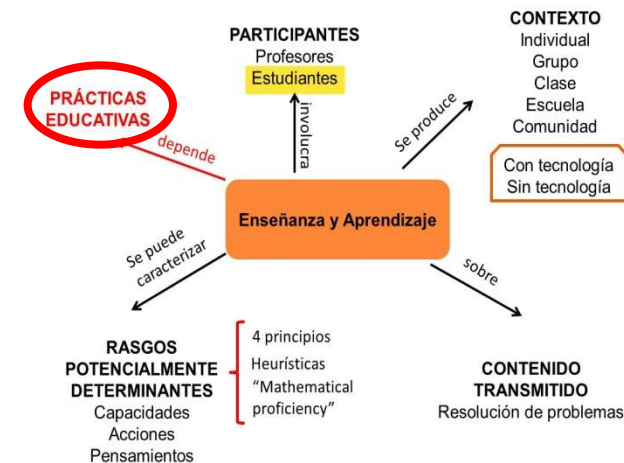 PRÁCTICAS
EDUCATIVAS
depende
PARTICIPANTES
Profesores
Estudiantes
involucra
CONTEXTO
Individual
Grupo
Clase
Escuela
Comunidad
Con tecnología
Sin tecnología
Se produce
Enseñanza y Aprendizaje
Se puede
caracterizar
sobre
RASGOS
POTENCIALMENTE
DETERMINANTES
Capacidades
Acciones
Pensamientos
4 principios
Heurísticas
“Mathematical
proficiency”
CONTENIDO
TRANSMITIDO
Resolución de problemas